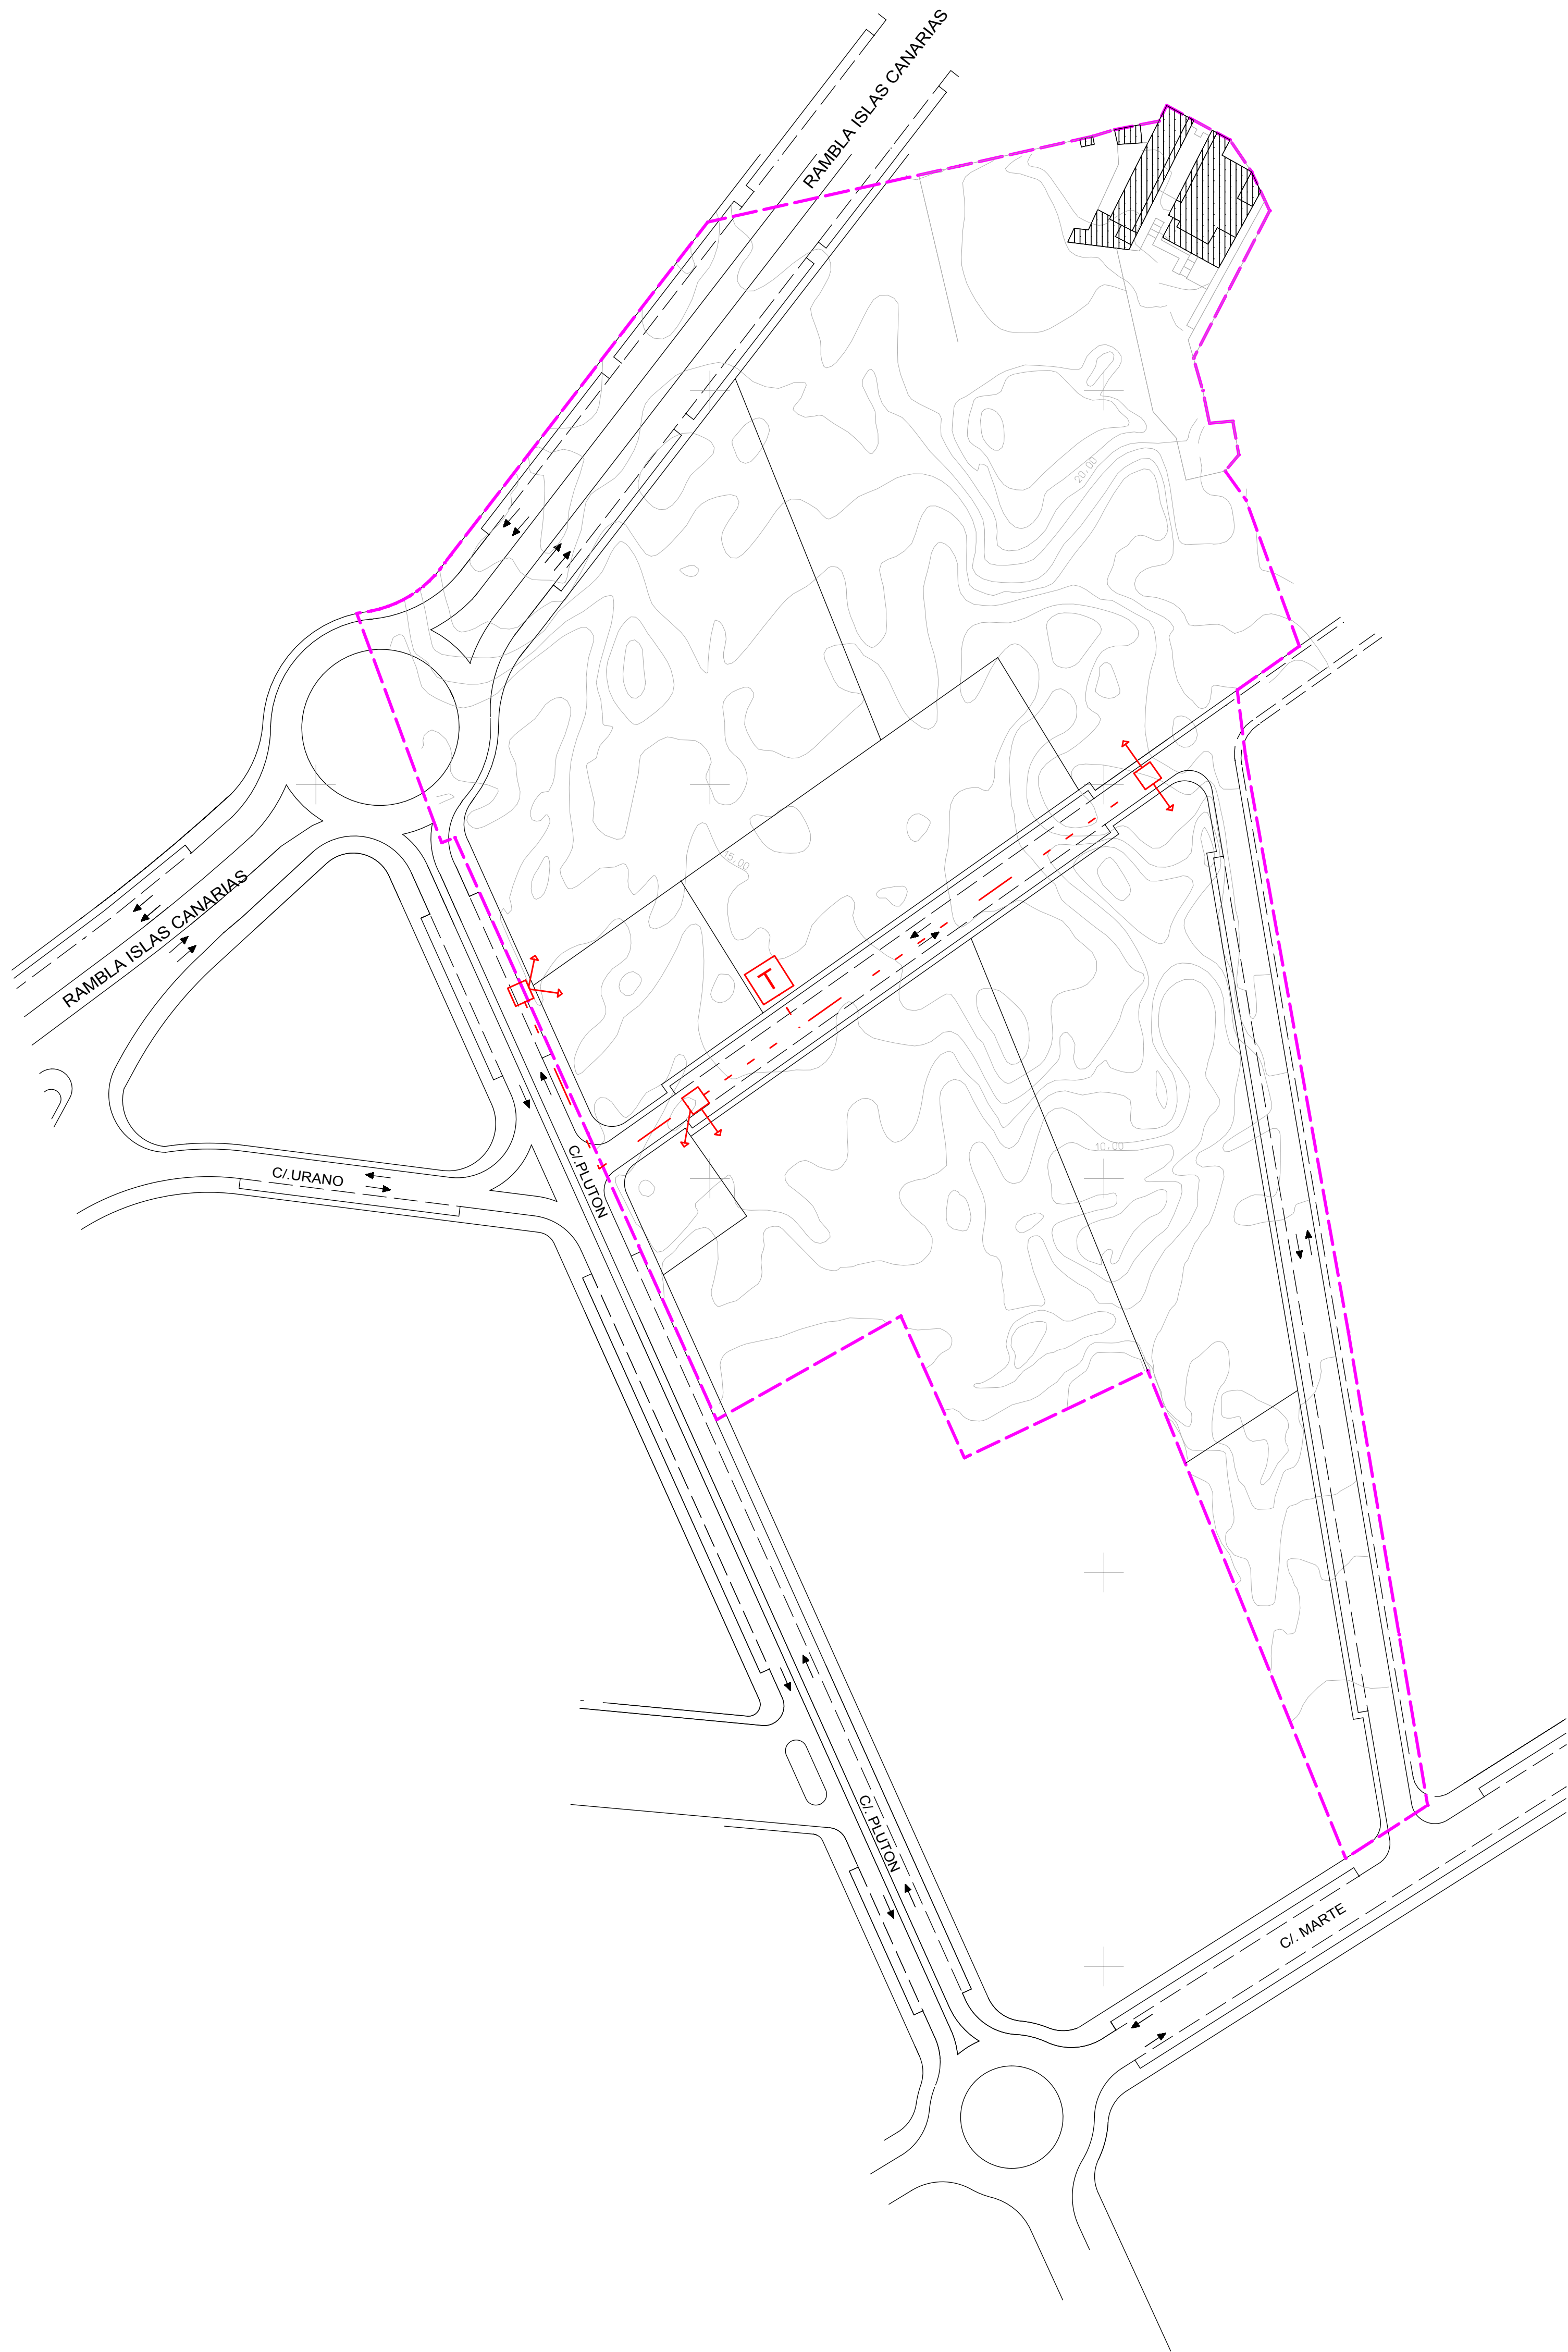 RAMBLA ISLAS CANARIAS
20.00
15.00
RAMBLA ISLAS CANARIAS
T
10.00
C/.URANO
C/.PLUTON
C/. PLUTON
C/. MARTE